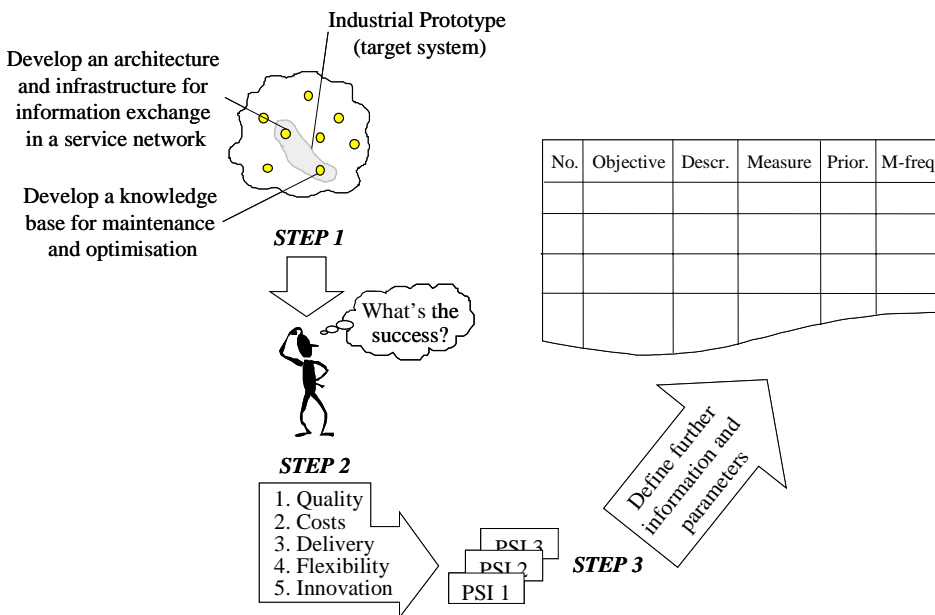 Industrial Prototype
(target system)
Develop an architecture
and infrastructure for
information exchange
in a service network
Develop a knowledge
base for maintenance
and optimisation
STEP 1
What's the
success?
STEP 2
1. Quality
2. Costs
3. Delivery
4. Flexibility
5. Innovation
PSI 3
PSI 2
PSI 1
STEP 3
Define further
information and
parameters
No. Objective Descr. Measure Prior. M-freq